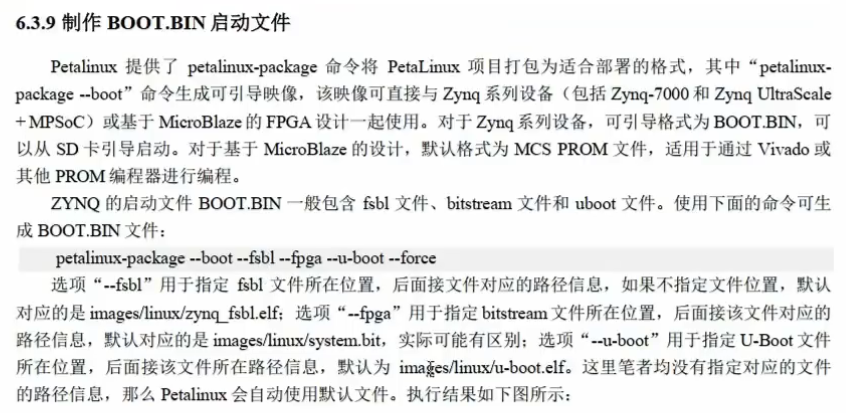 6.3.9 制作 BOOT.BIN 启动文件
Petalinux 提供了 petalinux-package 命令将 PetaLinux 项目打包为适合部署的格式，其中“petalinux-
package --boot”命令生成可引导映像，该映像可直接与 Zynq 系列设备（包括 Zynq-7000 和 Zynq UltraScale
+ MPSoC）或基于 MicroBlaze 的 FPGA 设计一起使用。对于 Zynq 系列设备，可引导格式为 BOOT.BIN，可
以从 SD 卡引导启动。对于基于 MicroBlaze 的设计，默认格式为 MCS PROM 文件，适用于通过 Vivado 或
其他 PROM 编程器进行编程。
ZYNQ 的启动文件 BOOT.BIN 一般包含 fsbl 文件、bitstream 文件和 uboot 文件。使用下面的命令可生
成 BOOT.BIN 文件：
petalinux-package --boot --fsbl --fpga --u-boot --force
选项“--fsbl”用于指定 fsbl 文件所在位置，后面接文件对应的路径信息，如果不指定文件位置，默认
对应的是 images/linux/zynq_fsbl.elf；选项“--fpga”用于指定 bitstream 文件所在位置，后面接该文件对应的
路径信息，默认对应的是 images/linux/system.bit，实际可能有区别；选项“--u-boot”用于指定 U-Boot 文件
所在位置，后面接该文件所在路径信息，默认为 images/linux/u-boot.elf。这里笔者均没有指定对应的文件
的路径信息，那么 Petalinux 会自动使用默认文件。执行结果如下图所示：